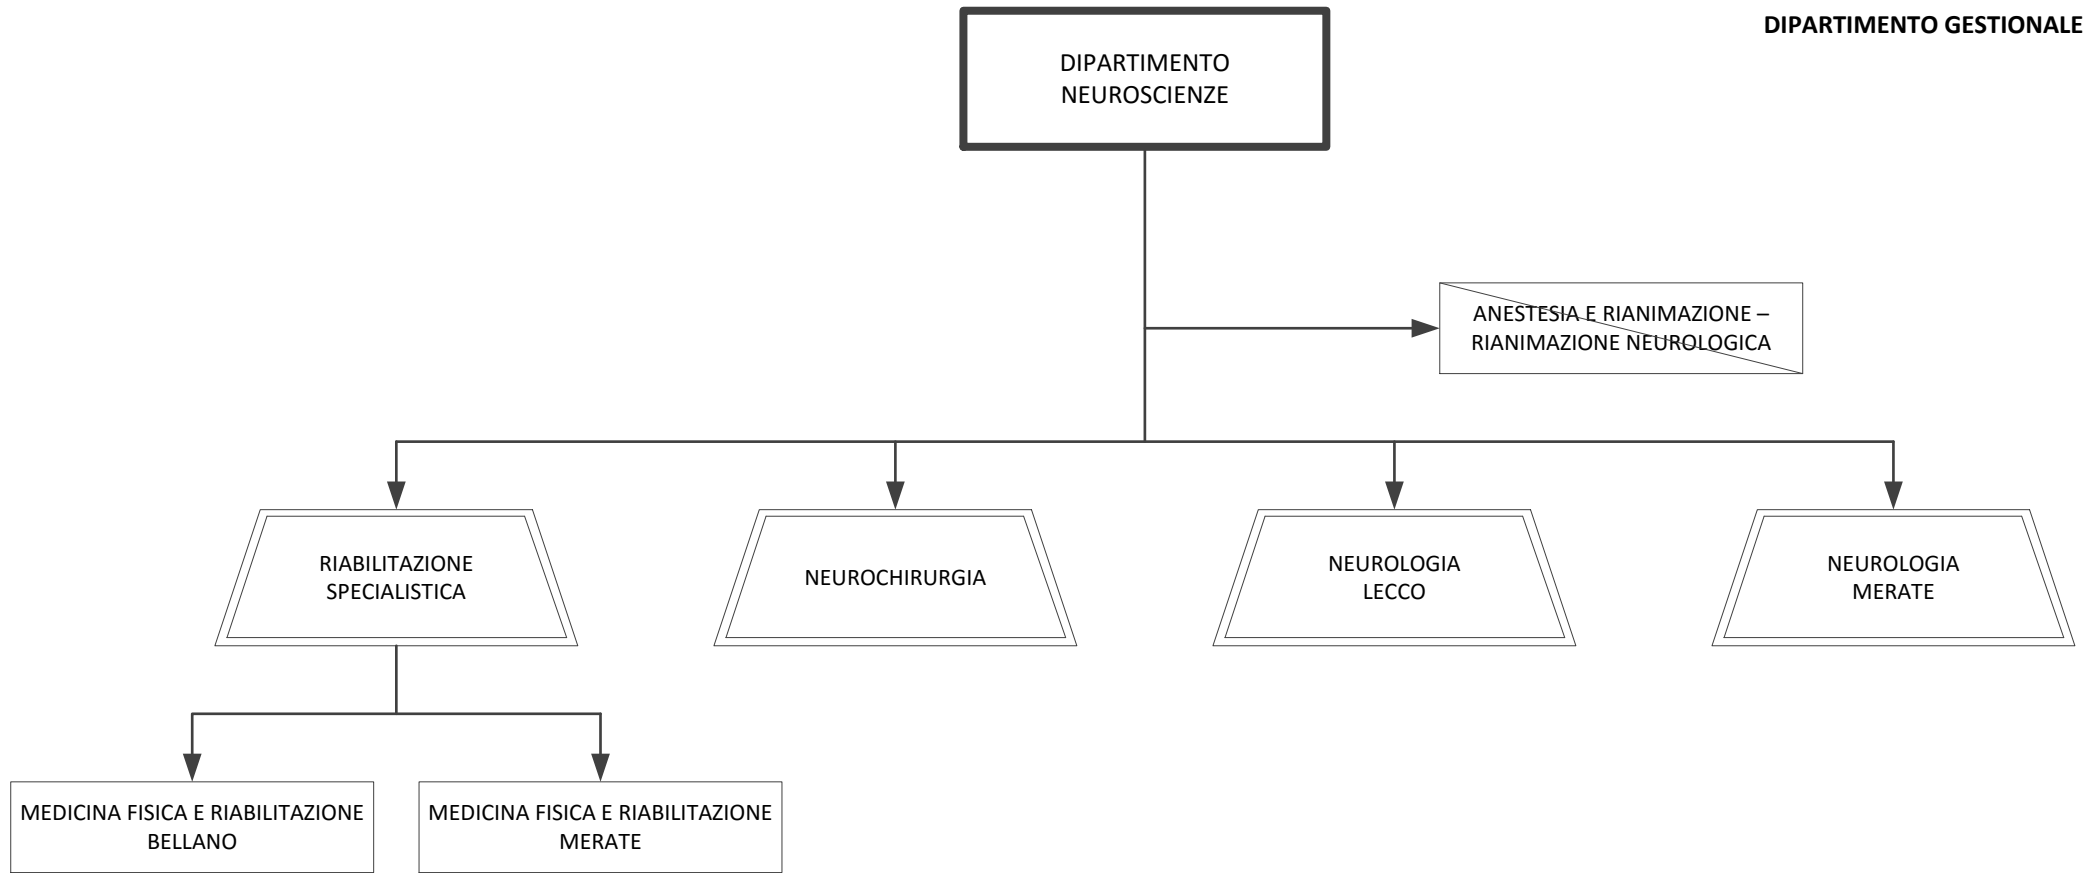 DIPARTIMENTO GESTIONALE
DIPARTIMENTO
NEUROSCIENZE
ANESTESIA E RIANIMAZIONE –
RIANIMAZIONE NEUROLOGICA
RIABILITAZIONE
SPECIALISTICA
NEUROCHIRURGIA
NEUROLOGIA
LECCO
NEUROLOGIA
MERATE
MEDICINA FISICA E RIABILITAZIONE
BELLANO
MEDICINA FISICA E RIABILITAZIONE
MERATE